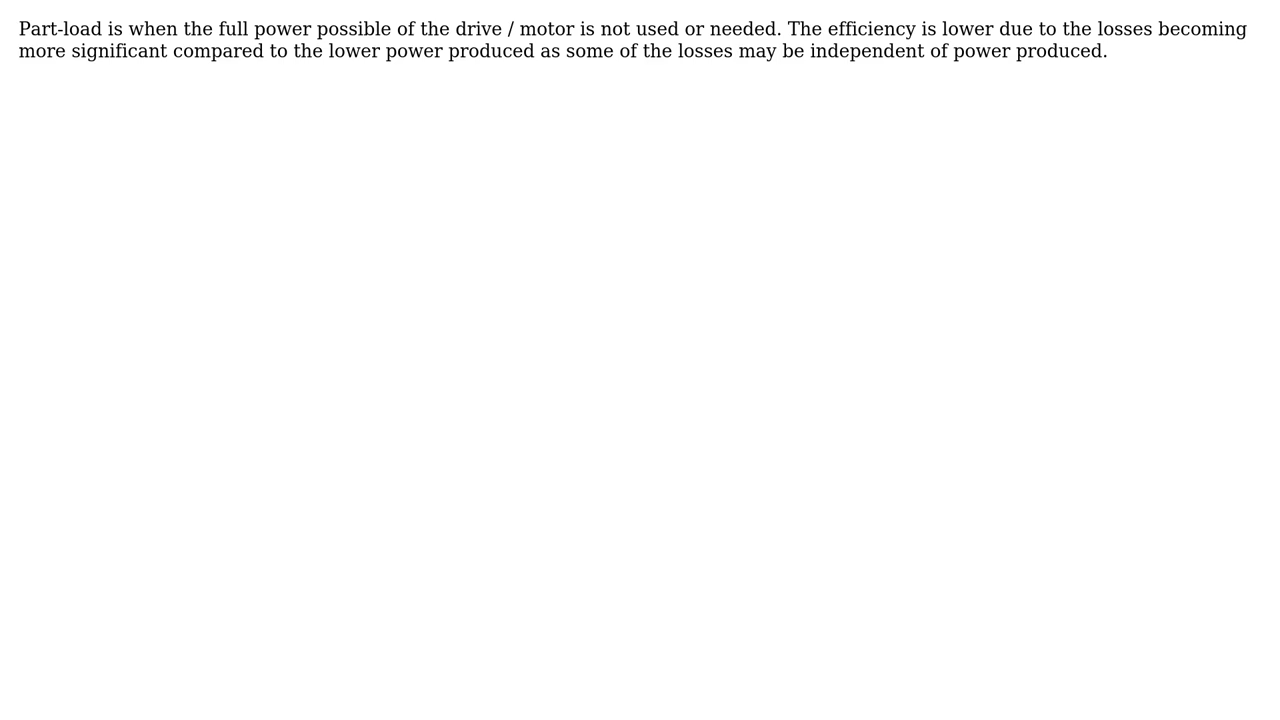 Part-load is when the full power possible of the drive / motor is not used or needed. The efficiency is lower due to the losses becoming
more significant compared to the lower power produced as some of the losses may be independent of power produced.